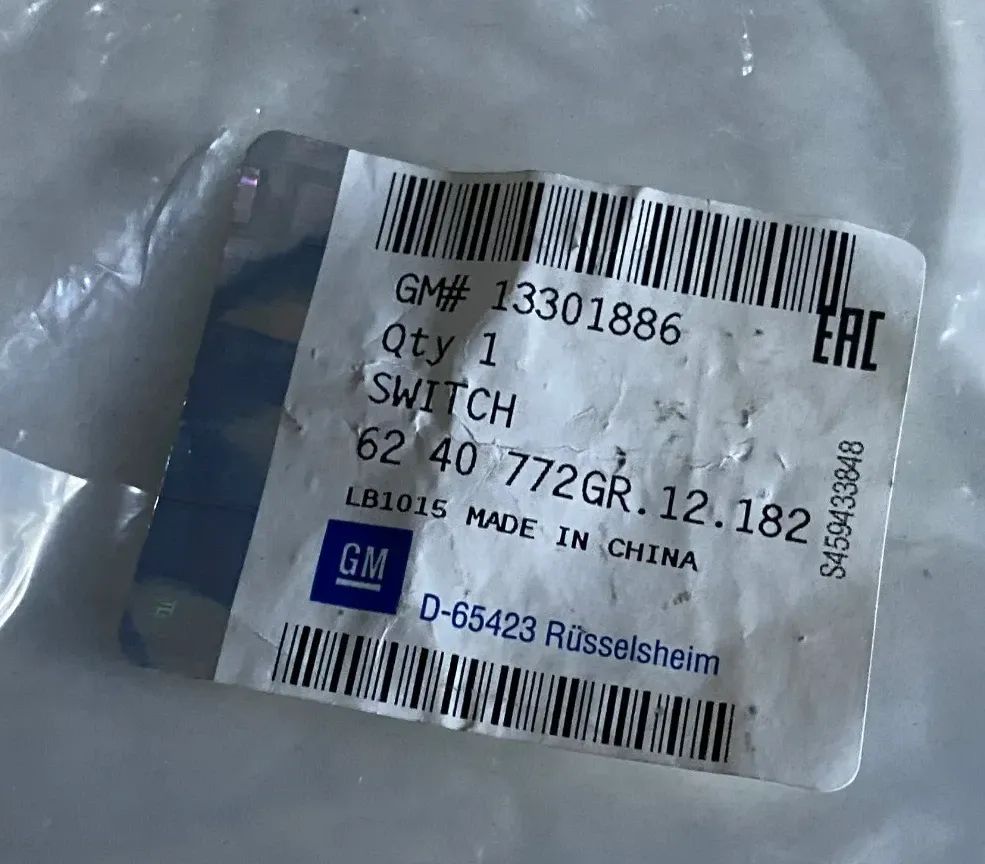 GM# 13301886
EAC
Qty 1
SWITCH
62 40 772GR.12.182
LB1015 MADE IN CHINA
S459433848
GM
D-65423 Rüsselsheim